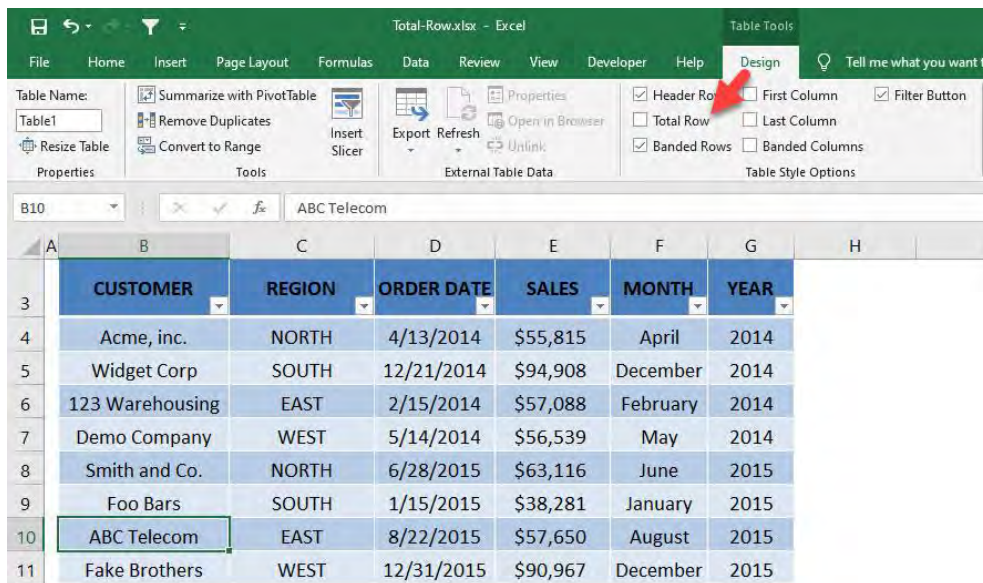 Total-Row.xlsx - Excel
Table Tools
File Home Insert Page Layout Formulas Data Review View Developer Help Design Tell me what you want
Table Name:
Table1
Resize Table
Properties
Summarize with PivotTable
Remove Duplicates
Convert to Range
Insert
Slicer
Tools
Export Refresh
Properties
Open in Browser
Unlink
External Table Data
Header Row First Column Filter Button
Total Row Last Column
Banded Rows Banded Columns
Table Style Options
B10 fx ABC Telecom
A B C D E F G H
3 CUSTOMER REGION ORDER DATE SALES MONTH YEAR
4 Acme, inc. NORTH 4/13/2014 $55,815 April 2014
5 Widget Corp SOUTH 12/21/2014 $94,908 December 2014
6 123 Warehousing EAST 2/15/2014 $57,088 February 2014
7 Demo Company WEST 5/14/2014 $56,539 May 2014
8 Smith and Co. NORTH 6/28/2015 $63,116 June 2015
9 Foo Bars SOUTH 1/15/2015 $38,281 January 2015
10 ABC Telecom EAST 8/22/2015 $57,650 August 2015
11 Fake Brothers WEST 12/31/2015 $90,967 December 2015